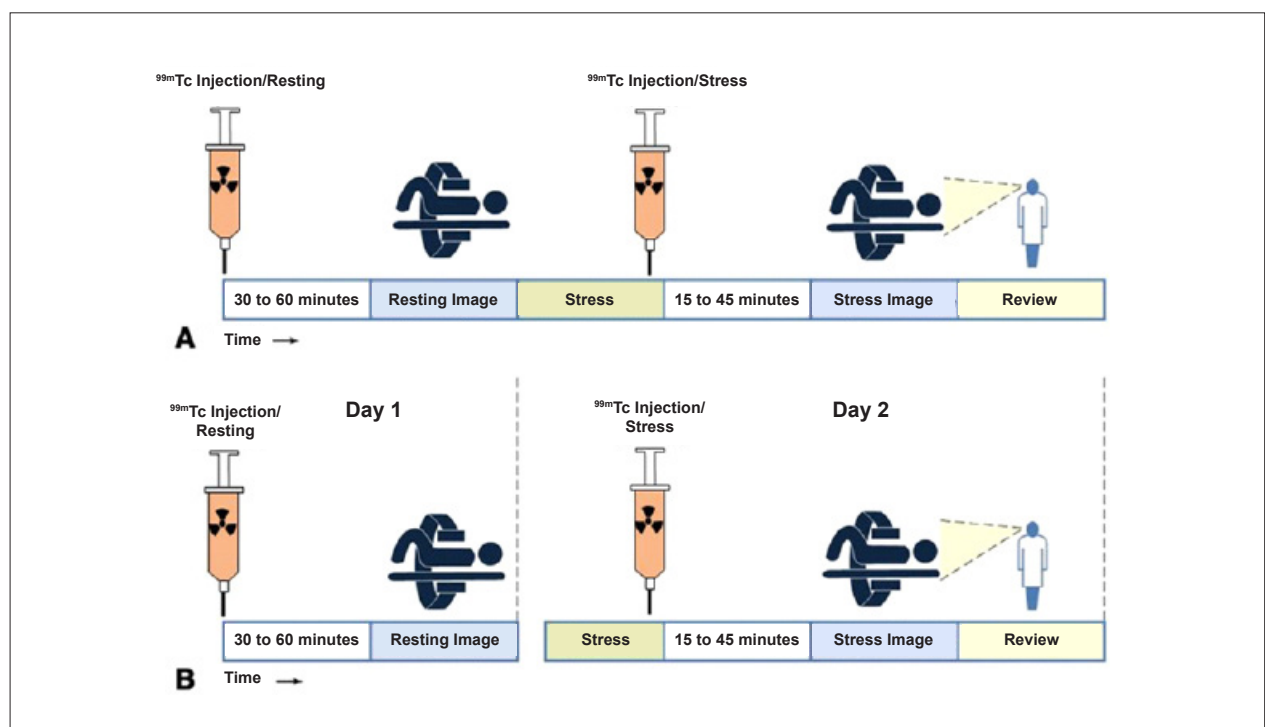 ⁹⁹ᵐTc Injection/Resting
⁹⁹ᵐTc Injection/Stress
30 to 60 minutes
Resting Image
Stress
15 to 45 minutes
Stress Image
Review
A
Time →
⁹⁹ᵐTc Injection/
Resting
Day 1
⁹⁹ᵐTc Injection/
Stress
Day 2
30 to 60 minutes
Resting Image
Stress
15 to 45 minutes
Stress Image
Review
B
Time →